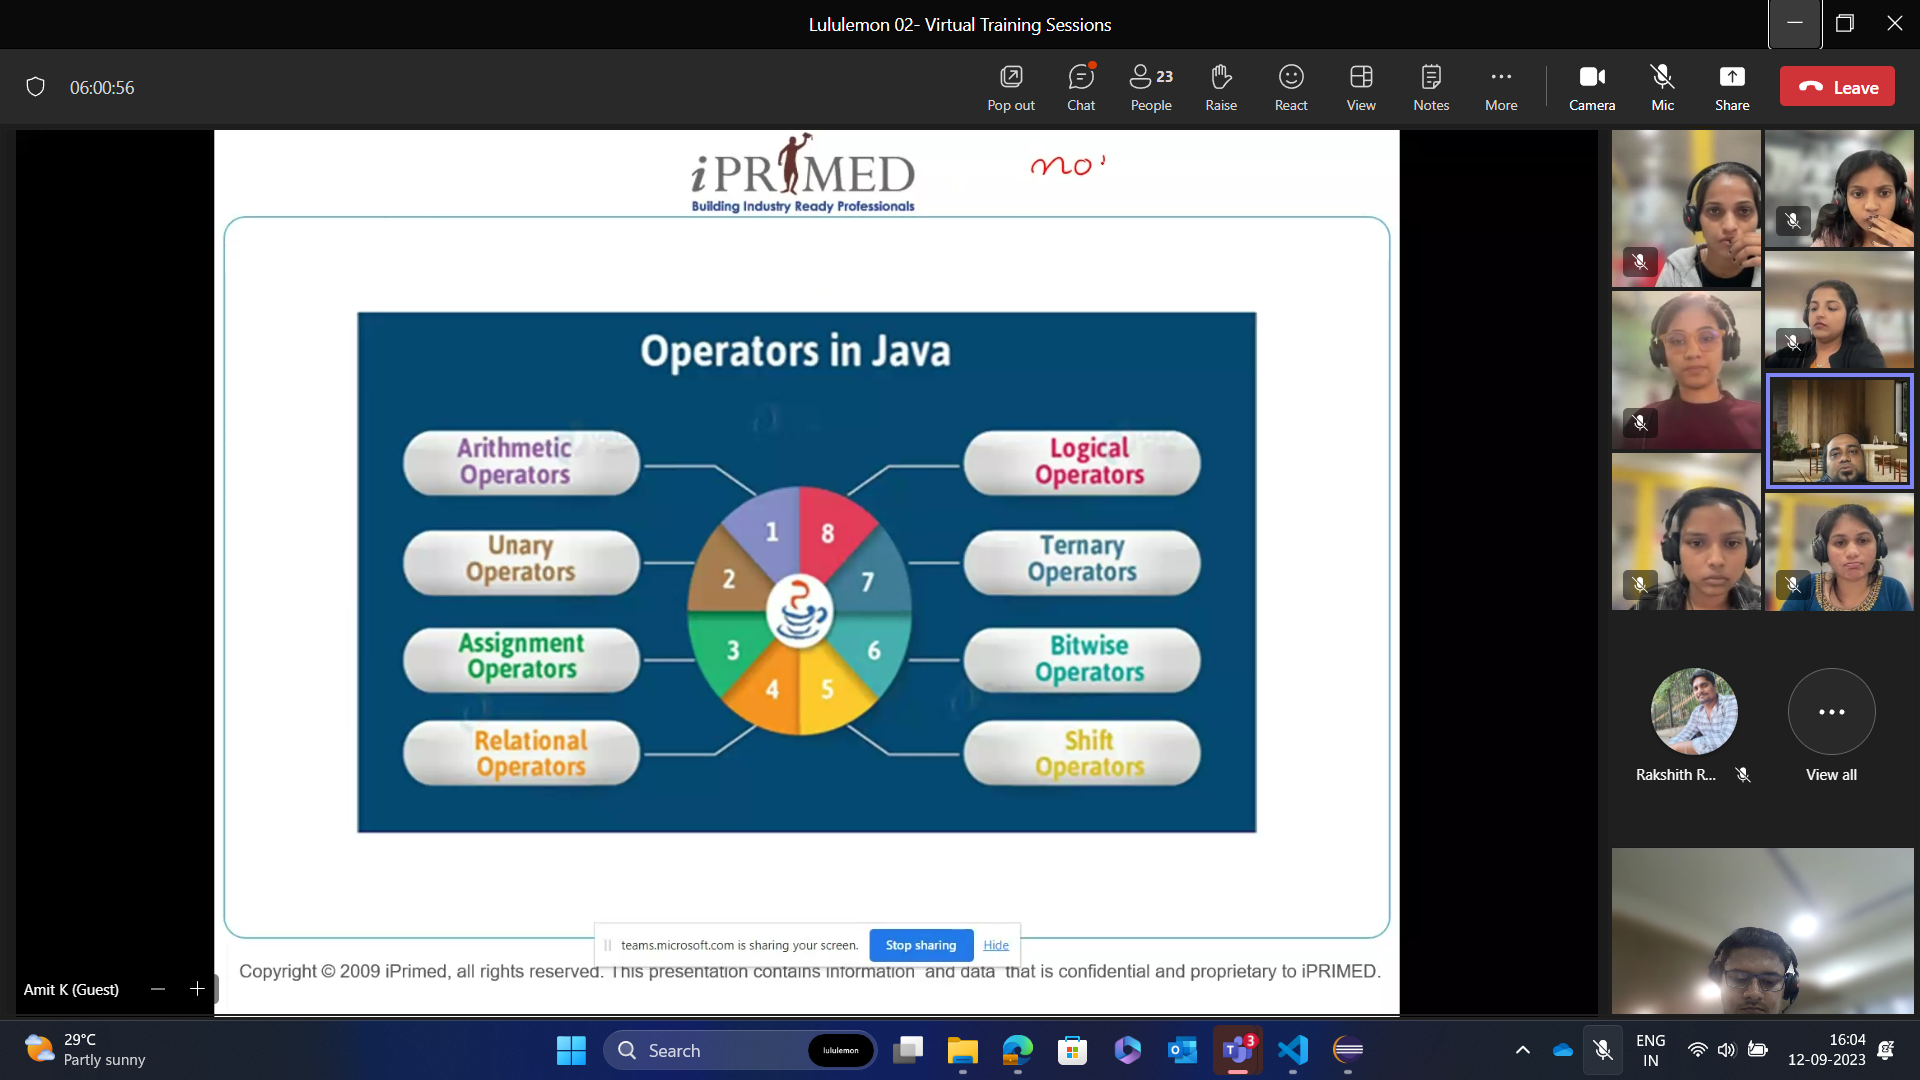 Lululemon 02- Virtual Training Sessions
06:00:56
Pop out
Chat
23
People
Raise
React
View
Notes
More
Camera
Mic
Share
Leave
iPRIMED
Building Industry Ready Professionals
no'
Operators in Java
Arithmetic
Operators
Logical
Operators
Unary
Operators
Ternary
Operators
Assignment
Operators
Bitwise
Operators
Relational
Operators
Shift
Operators
1
8
2
7
3
6
4
5
Rakshith R...
View all
teams.microsoft.com is sharing your screen.
Stop sharing
Hide
Copyright © 2009 iPrimed, all rights reserved. This presentation contains information and data that is confidential and proprietary to iPRIMED.
Amit K (Guest)
29°C
Partly sunny
Search
lululemon
3
ENG
IN
16:04
12-09-2023